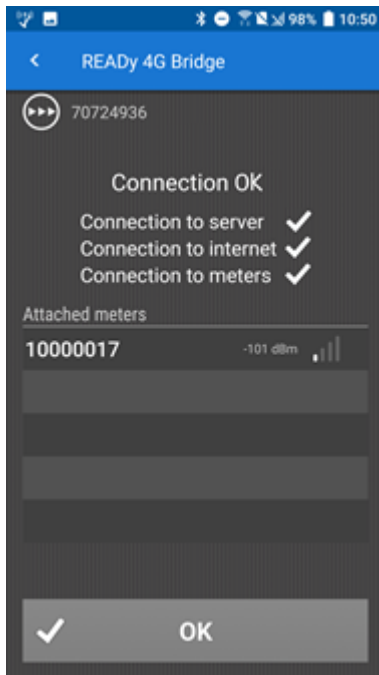 98% 10:50
READy 4G Bridge
70724936
Connection OK
Connection to server
Connection to internet
Connection to meters
Attached meters
10000017 -101 dBm
OK